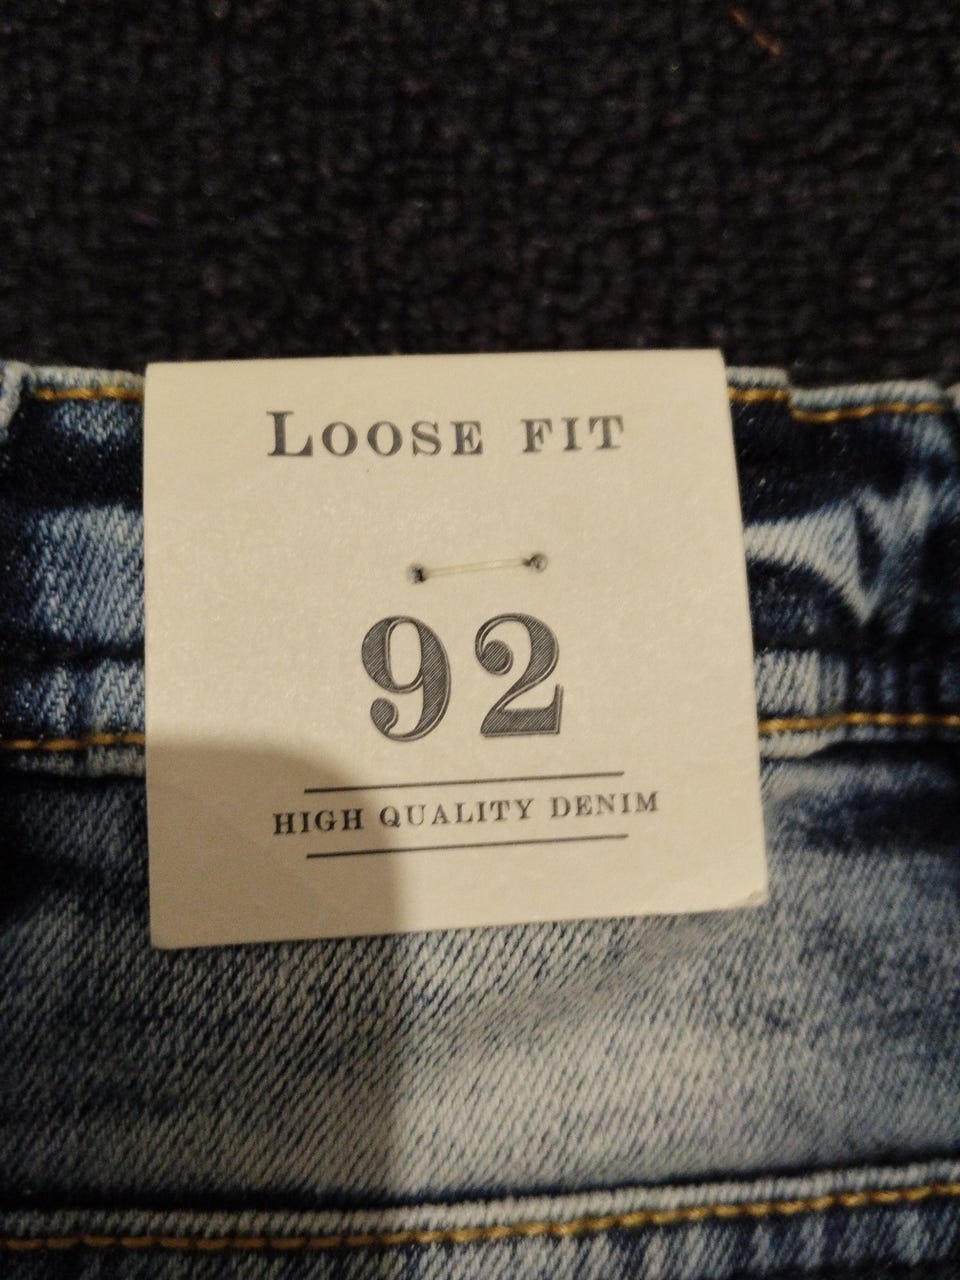 LOOSE FIT
92
HIGH QUALITY DENIM